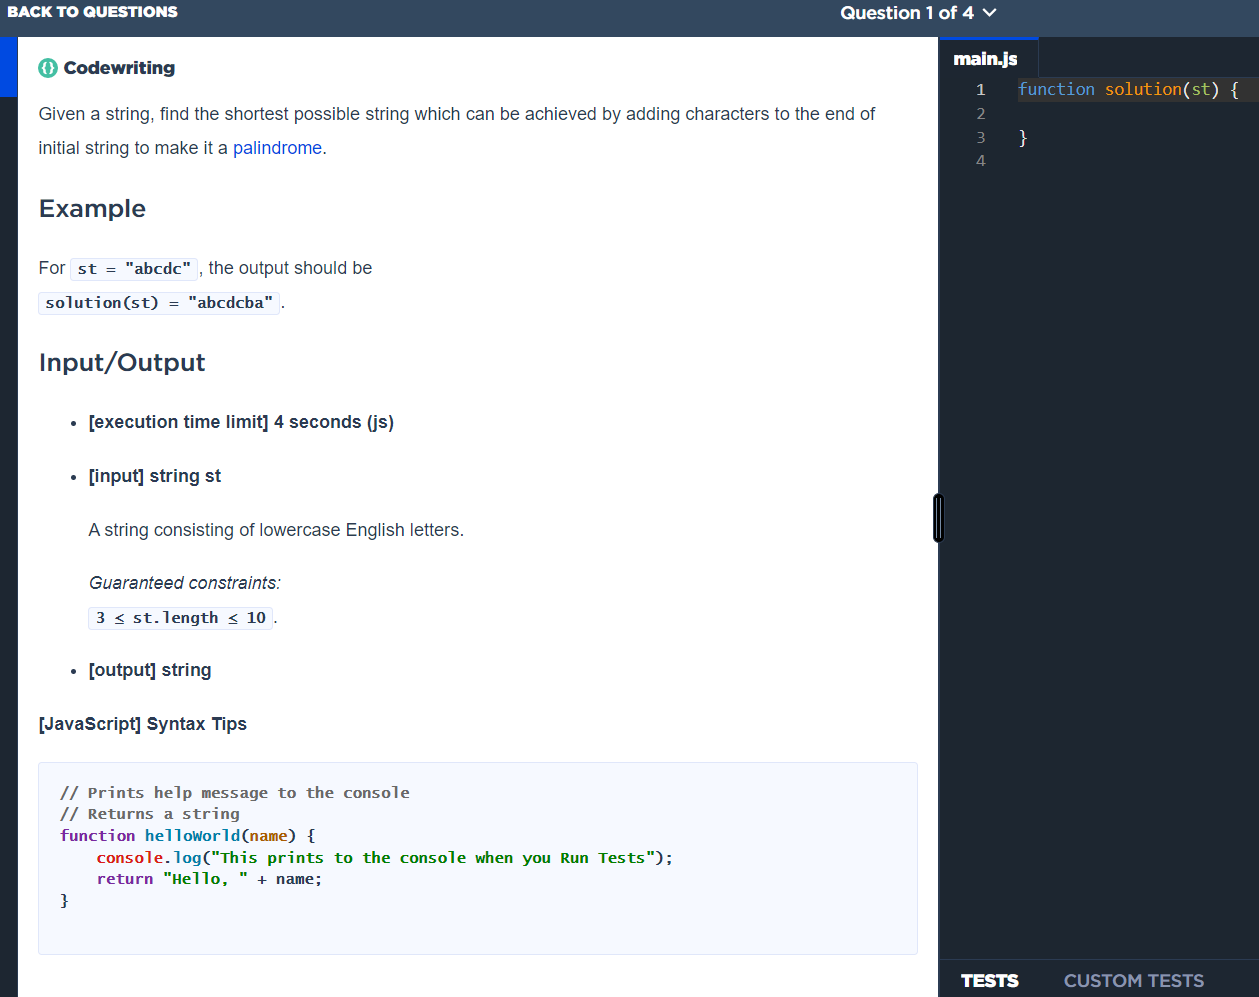 BACK TO QUESTIONS
Question 1 of 4
Codewriting
Given a string, find the shortest possible string which can be achieved by adding characters to the end of
initial string to make it a palindrome.
Example
For st = "abcdc", the output should be
solution(st) = "abcdcba".
Input/Output
• [execution time limit] 4 seconds (js)
• [input] string st
A string consisting of lowercase English letters.
Guaranteed constraints:
3 ≤ st.length ≤ 10.
• [output] string
[JavaScript] Syntax Tips
// Prints help message to the console
// Returns a string
function helloWorld(name) {
    console.log("This prints to the console when you Run Tests");
    return "Hello, " + name;
}
main.js
1 function solution(st) {
2
3 }
4
TESTS
CUSTOM TESTS